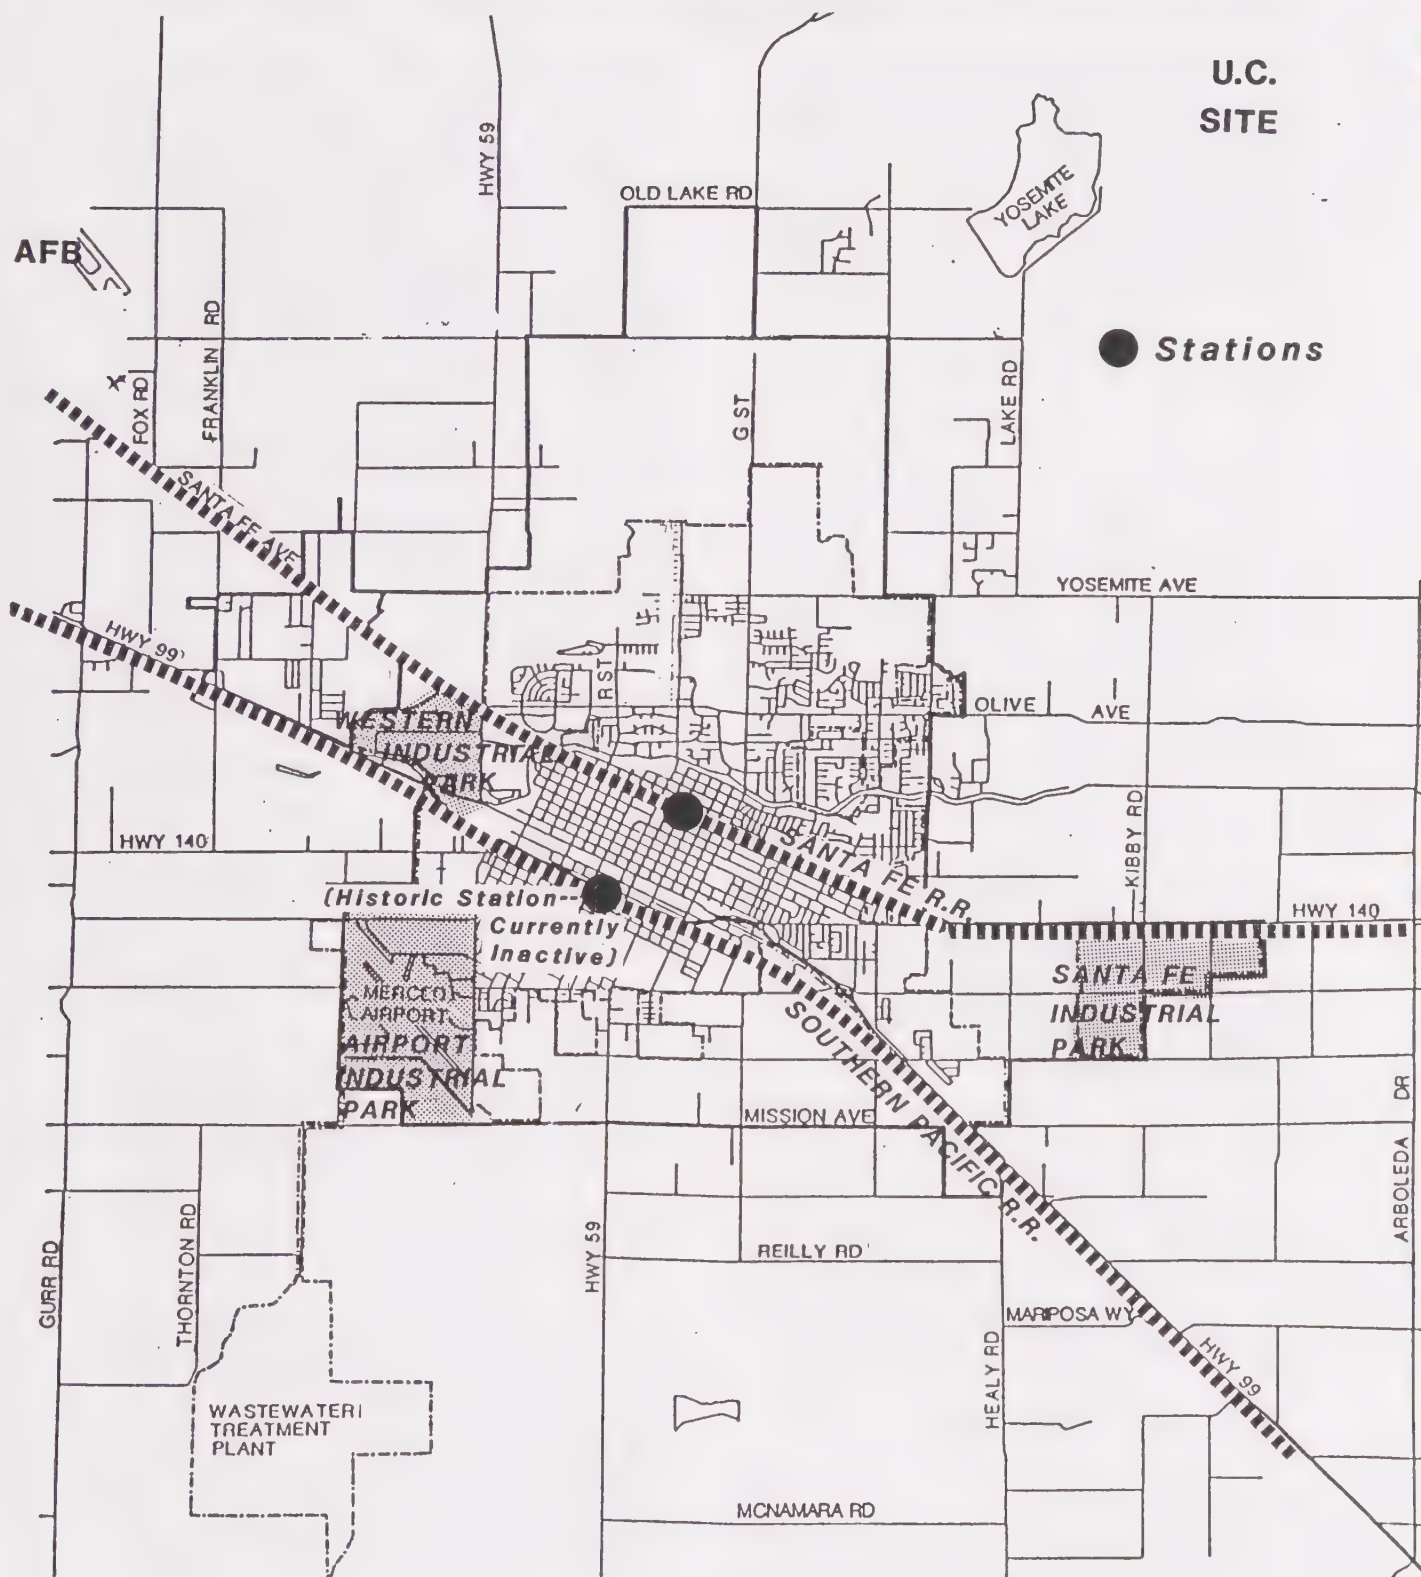 U.C.
SITE
HWY 59
OLD LAKE RD
YOSEMITE
LAKE
AFB
FRANKLIN RD
FOX RD
Stations
G ST
LAKE RD
SANTA FE AVE
YOSEMITE AVE
HWY 99
R ST
OLIVE AVE
WESTERN
INDUSTRIAL
PARK
KIBBY RD
HWY 140
SANTA FE R.R.
(Historic Station--
Currently
Inactive)
HWY 140
SANTA FE
INDUSTRIAL
PARK
MERCED
AIRPORT
AIRPORT
INDUSTRIAL
PARK
SOUTHERN PACIFIC R.R.
MISSION AVE
ARBOLEDA DR
GURR RD
THORNTON RD
HWY 59
REILLY RD
MARIPOSA WY
HEALY RD
HWY 99
WASTEWATER
TREATMENT
PLANT
MCNAMARA RD